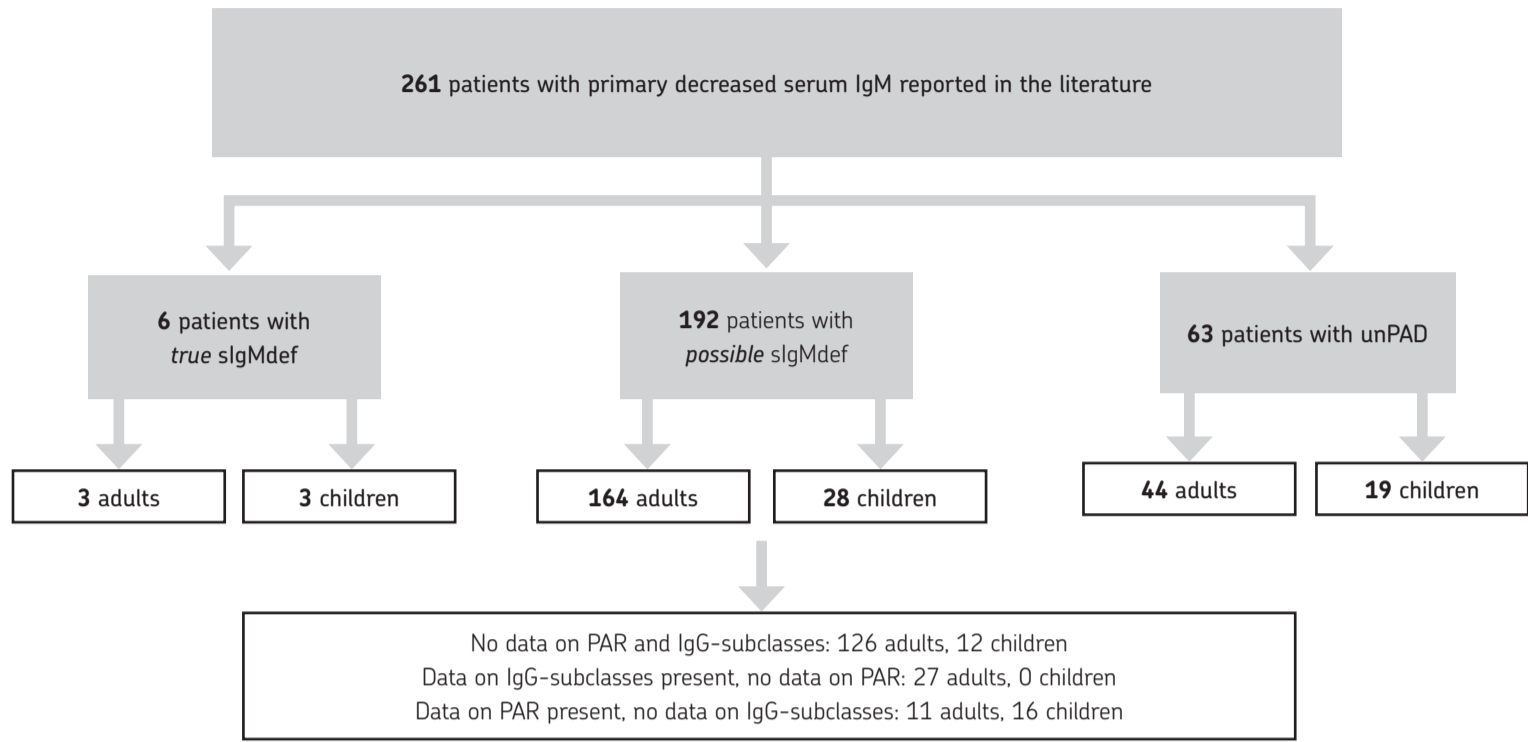 261 patients with primary decreased serum IgM reported in the literature
6 patients with
true sIgMdef
192 patients with
possible sIgMdef
63 patients with unPAD
3 adults
3 children
164 adults
28 children
44 adults
19 children
No data on PAR and IgG-subclasses: 126 adults, 12 children
Data on IgG-subclasses present, no data on PAR: 27 adults, 0 children
Data on PAR present, no data on IgG-subclasses: 11 adults, 16 children